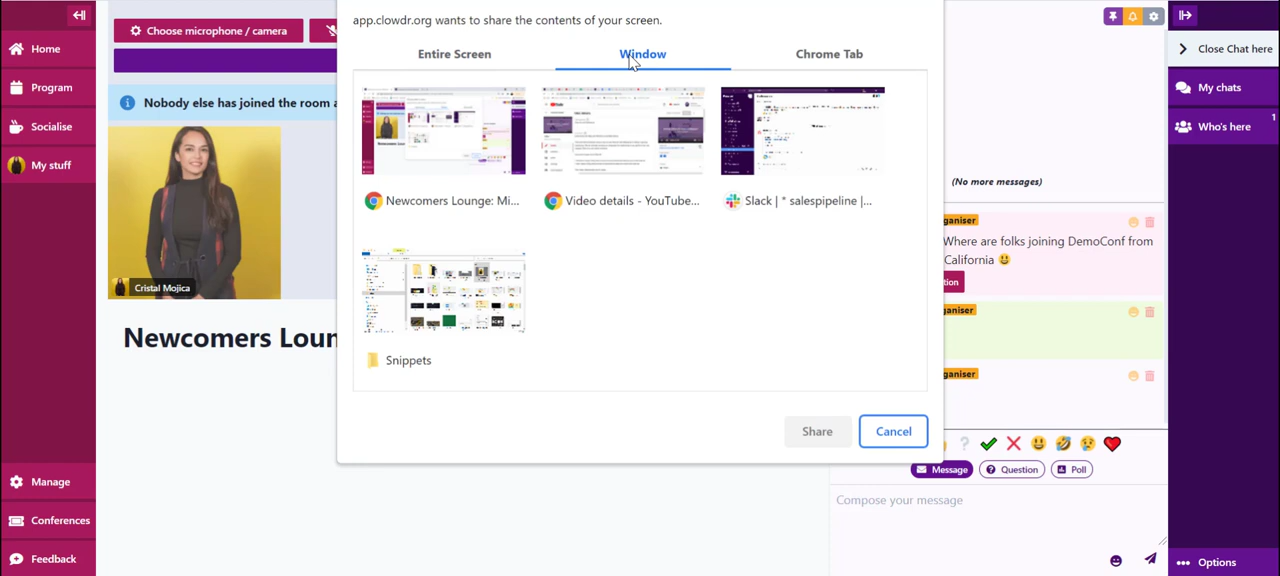 app.clowdr.org wants to share the contents of your screen.
Entire Screen
Window
Chrome Tab
Newcomers Lounge: Mi...
Video details - YouTube...
Slack | * salespipeline |...
Snippets
Share
Cancel
Home
Program
Socialise
My stuff
Manage
Conferences
Feedback
Choose microphone / camera
Nobody else has joined the room a
Cristal Mojica
Newcomers Loun
(No more messages)
ganiser
Where are folks joining DemoConf from
California
tion
ganiser
ganiser
Message
Question
Poll
Compose your message
Close Chat here
My chats
Who's here
1
Options